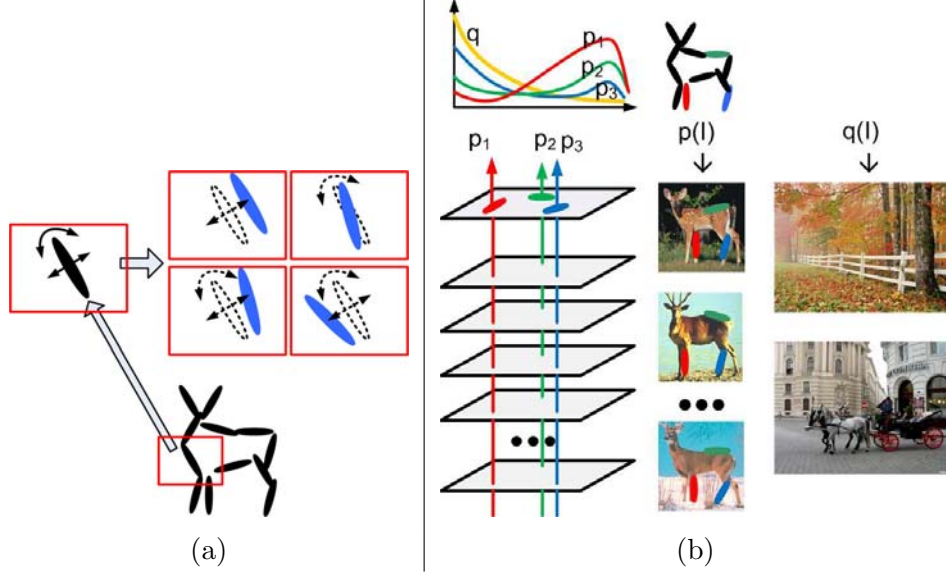 q
p₁
p₂
p₃
p₁ p₂ p₃
p(I)
q(I)
(a)
(b)